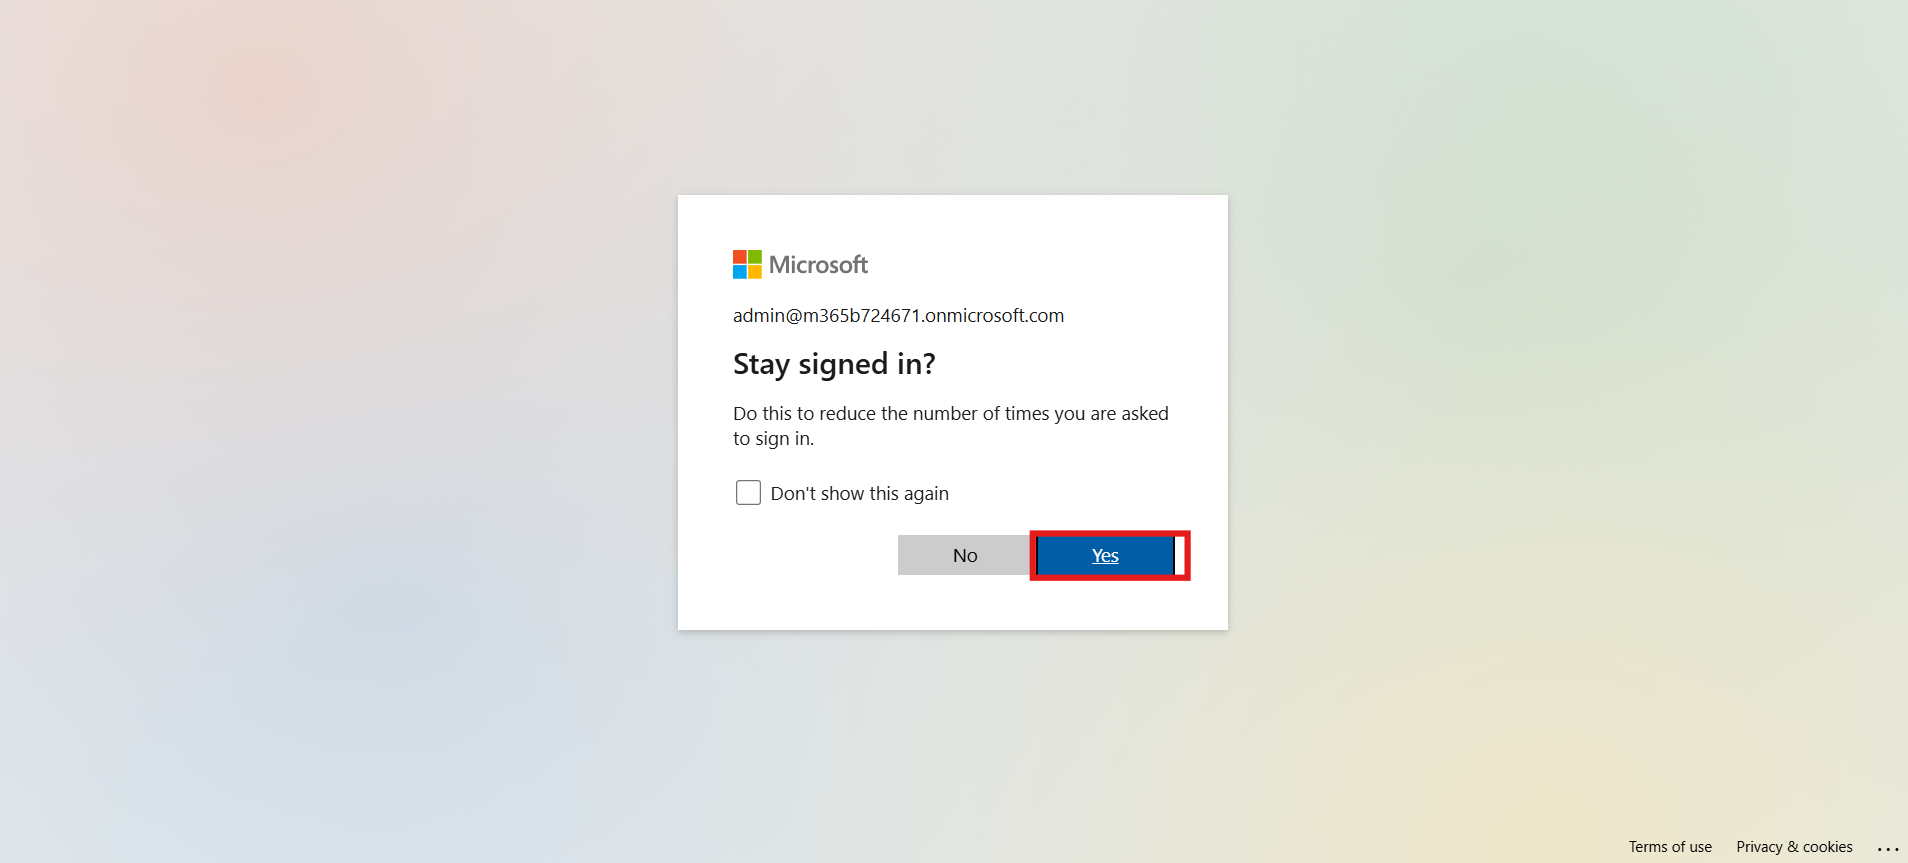 Microsoft
admin@m365b724671.onmicrosoft.com
Stay signed in?
Do this to reduce the number of times you are asked
to sign in.
Don't show this again
No
Yes
Terms of use
Privacy & cookies
...